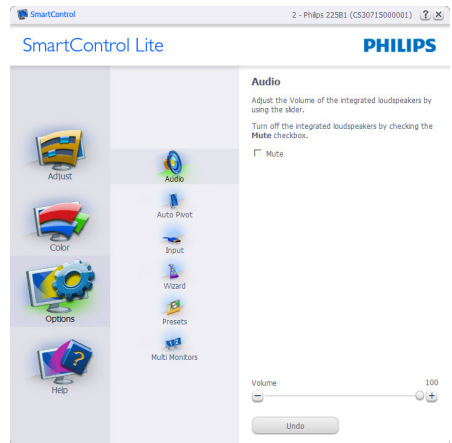 SmartControl
2 - Philips 225B1 (CS30715000001)
SmartControl Lite
PHILIPS
Adjust
Color
Options
Help
Audio
Auto Pivot
Input
Wizard
Presets
Multi Monitors
Audio
Adjust the Volume of the integrated loudspeakers by
using the slider.
Turn off the integrated loudspeakers by checking the
Mute checkbox.
Mute
Volume 100
Undo